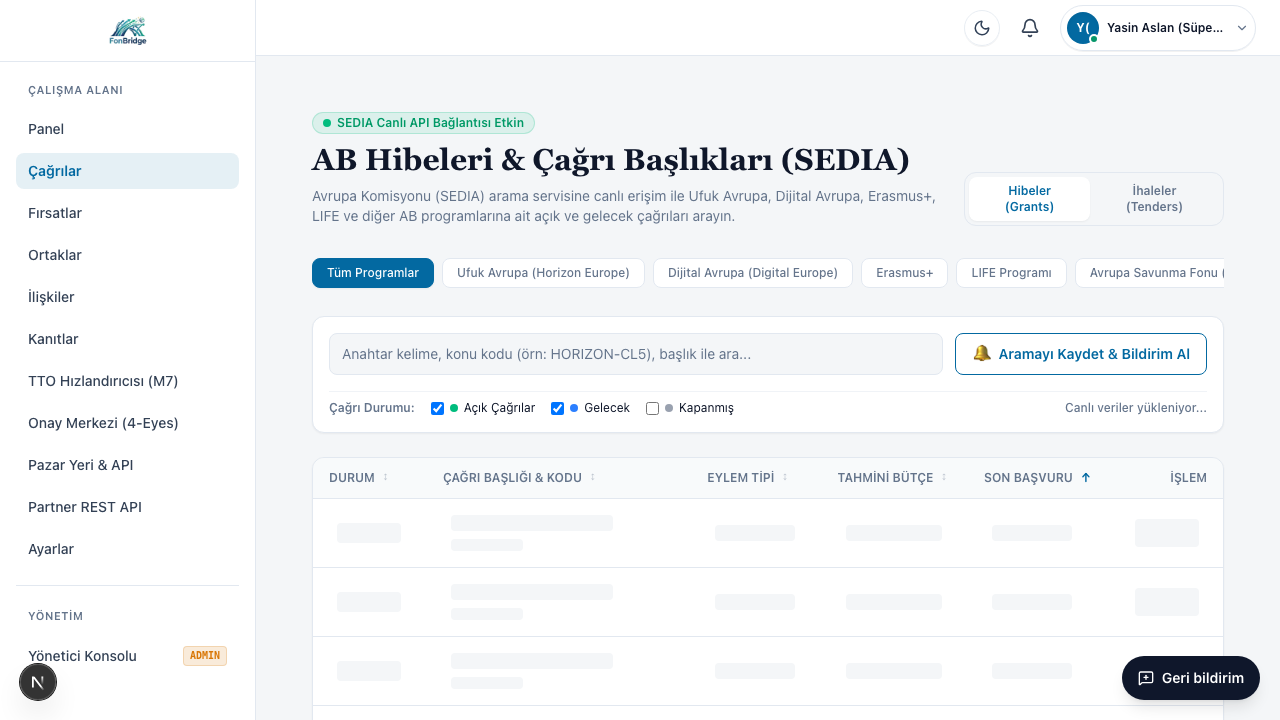 FonBridge
Y(
Yasin Aslan (Süpe...
ÇALIŞMA ALANI
Panel
Çağrılar
Fırsatlar
Ortaklar
İlişkiler
Kanıtlar
TTO Hızlandırıcısı (M7)
Onay Merkezi (4-Eyes)
Pazar Yeri & API
Partner REST API
Ayarlar
YÖNETİM
Yönetici Konsolu
ADMIN
N
SEDIA Canlı API Bağlantısı Etkin
AB Hibeleri & Çağrı Başlıkları (SEDIA)
Avrupa Komisyonu (SEDIA) arama servisine canlı erişim ile Ufuk Avrupa, Dijital Avrupa, Erasmus+,
LIFE ve diğer AB programlarına ait açık ve gelecek çağrıları arayın.
Hibeler
(Grants)
İhaleler
(Tenders)
Tüm Programlar
Ufuk Avrupa (Horizon Europe)
Dijital Avrupa (Digital Europe)
Erasmus+
LIFE Programı
Avrupa Savunma Fonu (
Anahtar kelime, konu kodu (örn: HORIZON-CL5), başlık ile ara...
Aramayı Kaydet & Bildirim Al
Çağrı Durumu:
Açık Çağrılar
Gelecek
Kapanmış
Canlı veriler yükleniyor...
DURUM ↕
ÇAĞRI BAŞLIĞI & KODU ↕
EYLEM TİPİ ↕
TAHMİNİ BÜTÇE ↕
SON BAŞVURU ↑
İŞLEM
Geri bildirim